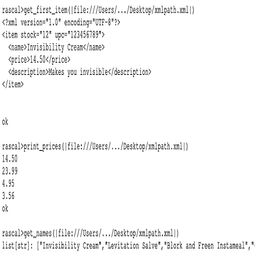 rascal>get_first_item(|file:///Users/.../Desktop/xmlpath.xml|)
<?xml version="1.0" encoding="UTF-8"?>
<item stock="12" upc="123456789">
<name>Invisibility Cream</name>
<price>14.50</price>
<description>Makes you invisible</description>
</item>
ok
rascal>print_prices(|file:///Users/.../Desktop/xmlpath.xml|)
14.50
23.99
4.95
3.56
ok
rascal>get_names(|file:///Users/.../Desktop/xmlpath.xml|)
list[str]: ["Invisibility Cream","Levitation Salve","Block and Freen Instameal","